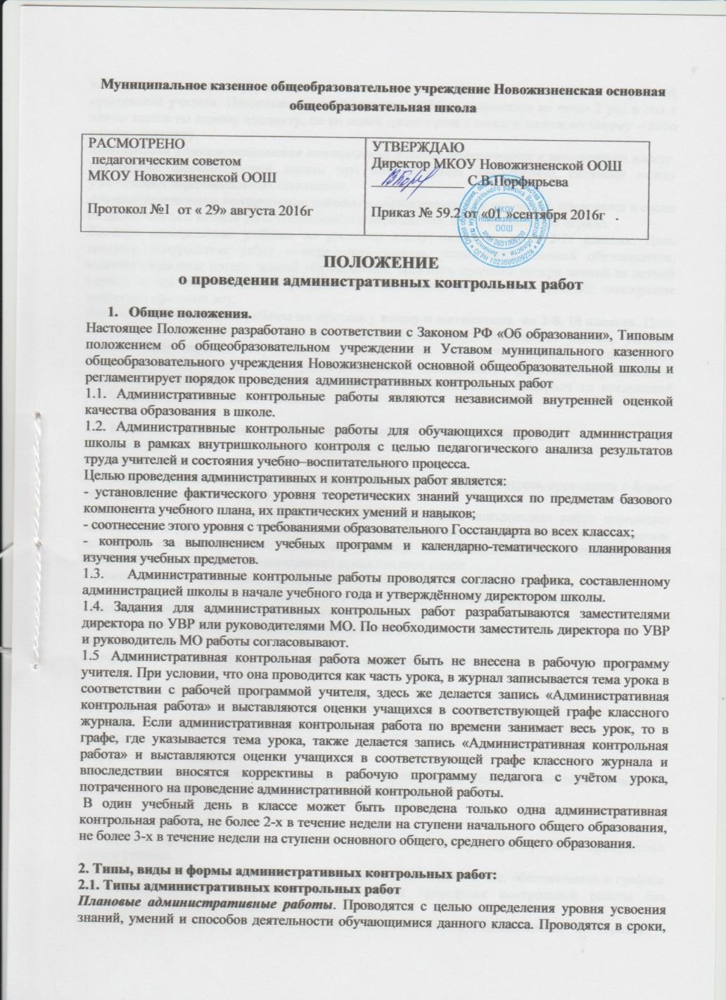 Муниципальное казенное общеобразовательное учреждение Новожизненская основная
общеобразовательная школа
РАСМОТРЕНО
педагогическим советом
МКОУ Новожизненской ООШ
Протокол №1 от « 29» августа 2016г
УТВЕРЖДАЮ
Директор МКОУ Новожизненской ООШ
_____________ С.В.Порфирьева
Приказ № 59.2 от «01 »сентября 2016г .
МКОУ
Новожизненская
ООШ
ПОЛОЖЕНИЕ
о проведении административных контрольных работ
1. Общие положения.
Настоящее Положение разработано в соответствии с Законом РФ «Об образовании», Типовым
положением об общеобразовательном учреждении и Уставом муниципального казенного
общеобразовательного учреждения Новожизненской основной общеобразовательной школы и
регламентирует порядок проведения административных контрольных работ
1.1. Административные контрольные работы являются независимой внутренней оценкой
качества образования в школе.
1.2. Административные контрольные работы для обучающихся проводит администрация
школы в рамках внутришкольного контроля с целью педагогического анализа результатов
труда учителей и состояния учебно–воспитательного процесса.
Целью проведения административных и контрольных работ является:
- установление фактического уровня теоретических знаний учащихся по предметам базового
компонента учебного плана, их практических умений и навыков;
- соотнесение этого уровня с требованиями образовательного Госстандарта во всех классах;
- контроль за выполнением учебных программ и календарно-тематического планирования
изучения учебных предметов.
1.3. Административные контрольные работы проводятся согласно графика, составленному
администрацией школы в начале учебного года и утверждённому директором школы.
1.4. Задания для административных контрольных работ разрабатываются заместителями
директора по УВР или руководителями МО. По необходимости заместитель директора по УВР
и руководитель МО работы согласовывают.
1.5 Административная контрольная работа может быть не внесена в рабочую программу
учителя. При условии, что она проводится как часть урока, в журнал записывается тема урока в
соответствии с рабочей программой учителя, здесь же делается запись «Административная
контрольная работа» и выставляются оценки учащихся в соответствующей графе классного
журнала. Если административная контрольная работа по времени занимает весь урок, то в
графе, где указывается тема урока, также делается запись «Административная контрольная
работа» и выставляются оценки учащихся в соответствующей графе классного журнала и
впоследствии вносятся коррективы в рабочую программу педагога с учётом урока,
потраченного на проведение административной контрольной работы.
В один учебный день в классе может быть проведена только одна административная
контрольная работа, не более 2-х в течение недели на ступени начального общего образования,
не более 3-х в течение недели на ступени основного общего, среднего общего образования.
2. Типы, виды и формы административных контрольных работ:
2.1. Типы административных контрольных работ
Плановые административные работы. Проводятся с целью определения уровня усвоения
знаний, умений и способов деятельности обучающимися данного класса. Проводятся в сроки,